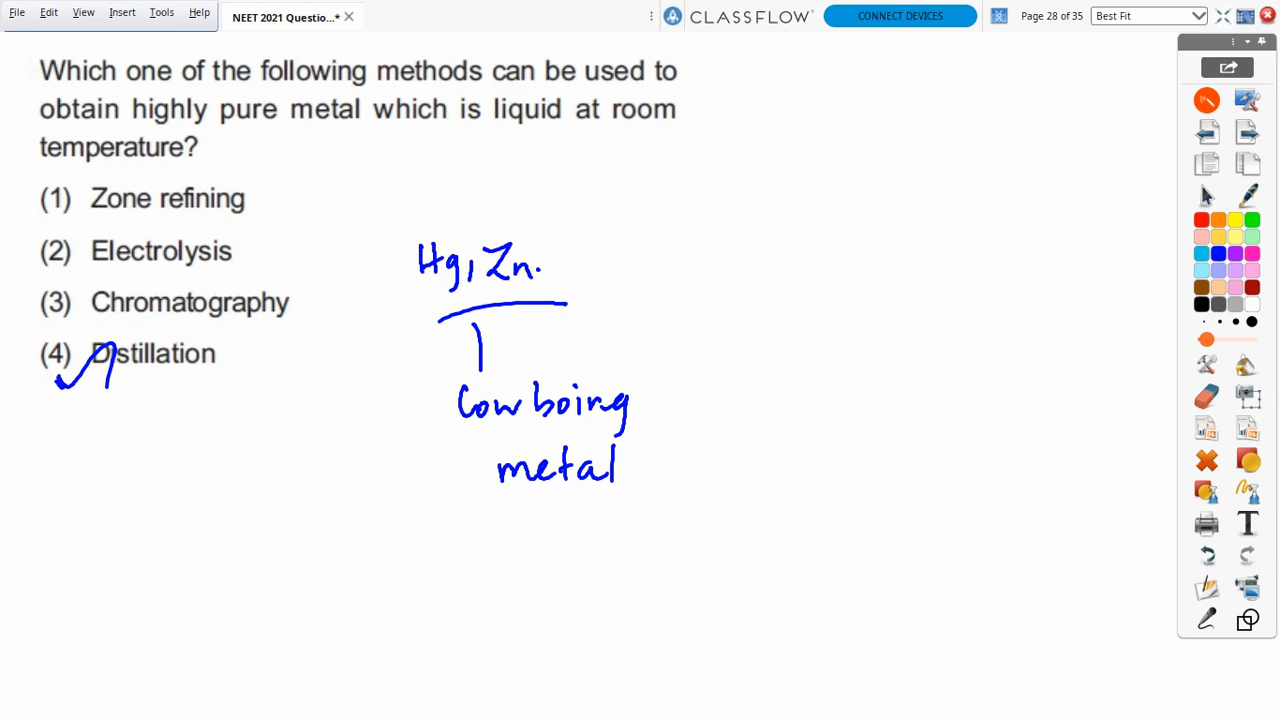 File Edit View Insert Tools Help
NEET 2021 Questio...*
CLASSFLOW
CONNECT DEVICES
Page 28 of 35
Best Fit
Which one of the following methods can be used to
obtain highly pure metal which is liquid at room
temperature?
(1) Zone refining
(2) Electrolysis
(3) Chromatography
(4) Distillation
Hg, Zn.
Low boing
metal